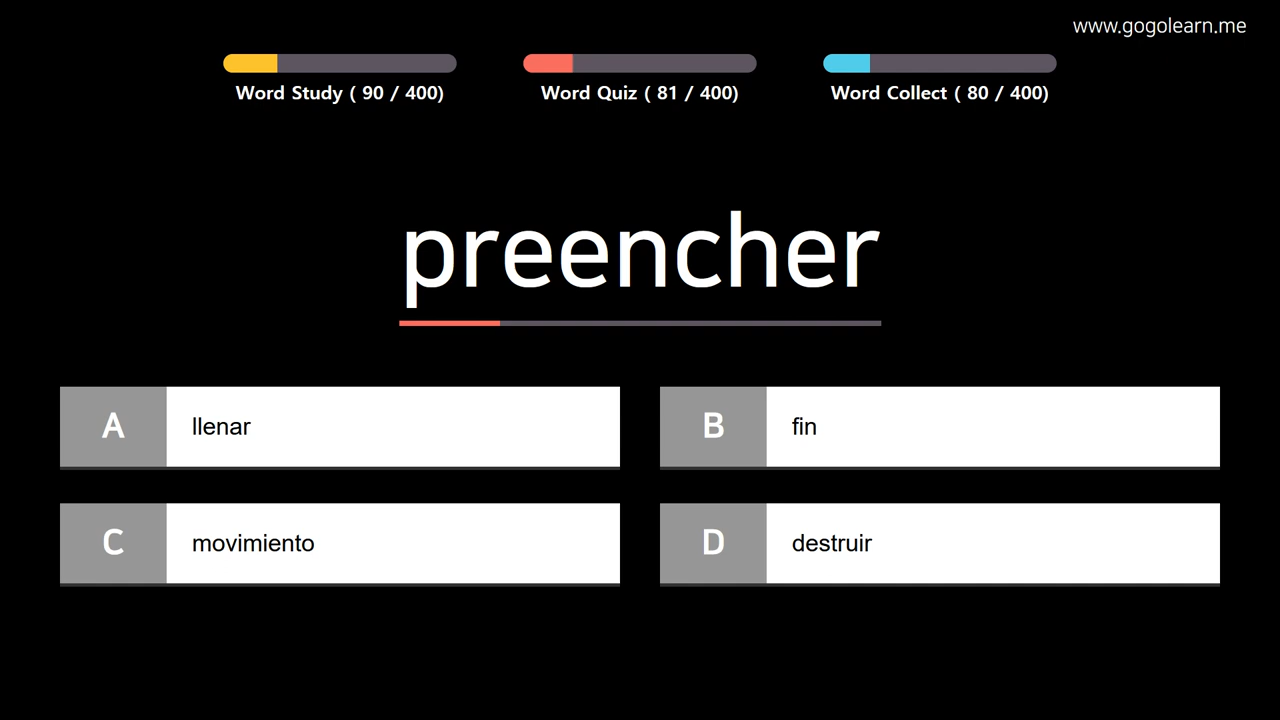 www.gogolearn.me
Word Study ( 90 / 400)
Word Quiz ( 81 / 400)
Word Collect ( 80 / 400)
preencher
A llenar
B fin
C movimiento
D destruir